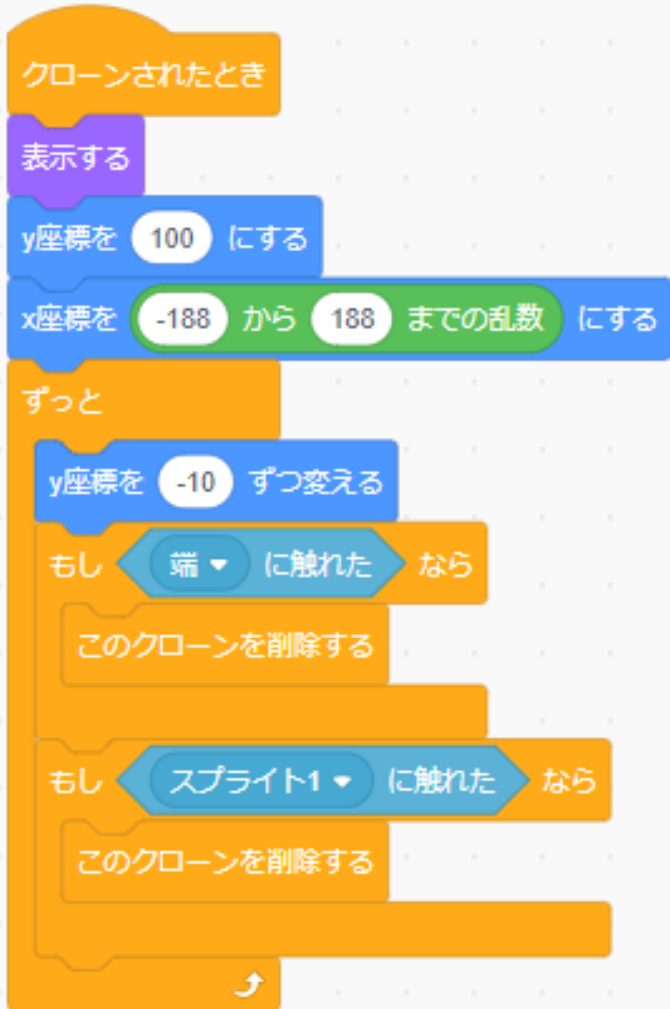 クローンされたとき
表示する
y座標を 100 にする
x座標を -188 から 188 までの乱数 にする
ずっと
y座標を -10 ずつ変える
もし 端 に触れた なら
このクローンを削除する
もし スプライト1 に触れた なら
このクローンを削除する